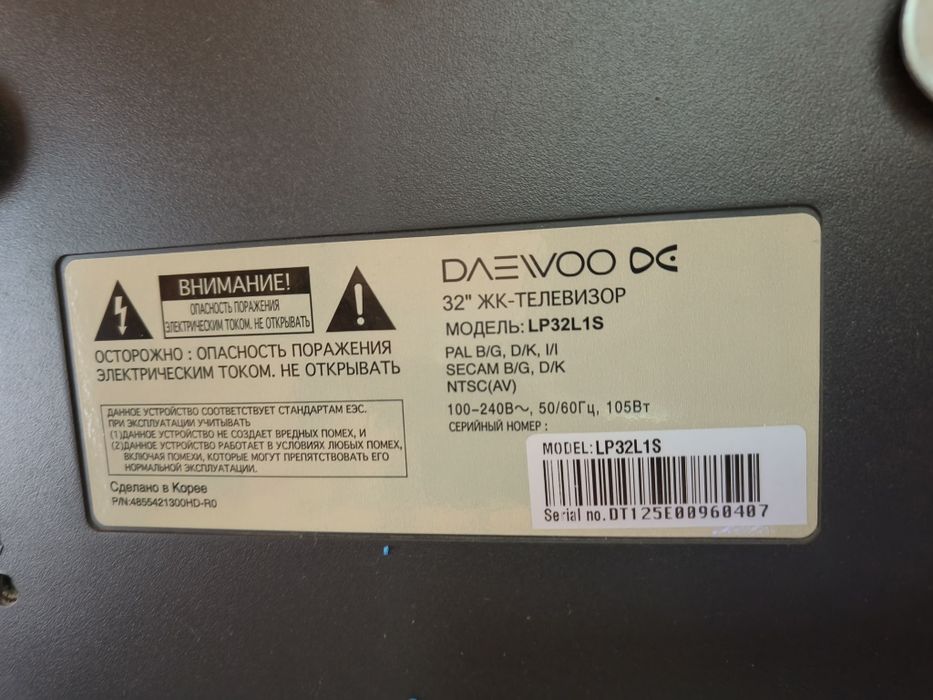 ВНИМАНИЕ!
ОПАСНОСТЬ ПОРАЖЕНИЯ
ЭЛЕКТРИЧЕСКИМ ТОКОМ. НЕ ОТКРЫВАТЬ
ОСТОРОЖНО : ОПАСНОСТЬ ПОРАЖЕНИЯ
ЭЛЕКТРИЧЕСКИМ ТОКОМ. НЕ ОТКРЫВАТЬ
ДАННОЕ УСТРОЙСТВО СООТВЕТСТВУЕТ СТАНДАРТАМ ЕЭС.
ПРИ ЭКСПЛУАТАЦИИ УЧИТЫВАТЬ
(1)ДАННОЕ УСТРОЙСТВО НЕ СОЗДАЕТ ВРЕДНЫХ ПОМЕХ, И
(2)ДАННОЕ УСТРОЙСТВО РАБОТАЕТ В УСЛОВИЯХ ЛЮБЫХ ПОМЕХ,
ВКЛЮЧАЯ ПОМЕХИ, КОТОРЫЕ МОГУТ ПРЕПЯТСТВОВАТЬ ЕГО
НОРМАЛЬНОЙ ЭКСПЛУАТАЦИИ.
Сделано в Корее
P/N:4855421300HD-R0
DAEWOO
32" ЖК-ТЕЛЕВИЗОР
МОДЕЛЬ: LP32L1S
PAL B/G, D/K, I/I
SECAM B/G, D/K
NTSC(AV)
100-240В~, 50/60Гц, 105Вт
СЕРИЙНЫЙ НОМЕР :
MODEL: LP32L1S
Serial no. DT125E00960407